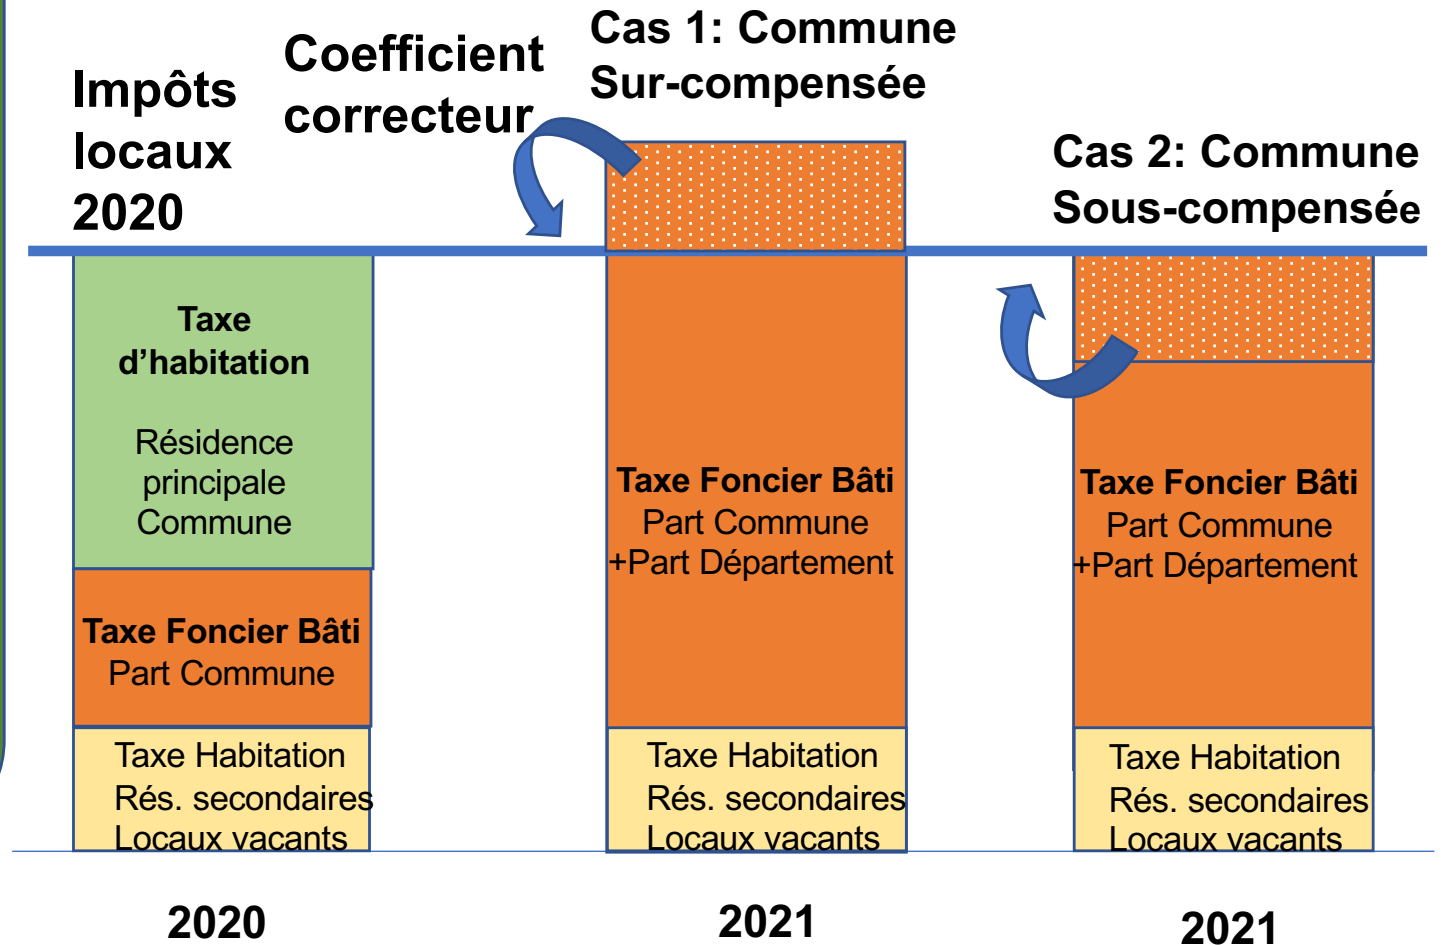 Impôts
locaux
2020
Coefficient
correcteur
Cas 1: Commune
Sur-compensée
Cas 2: Commune
Sous-compensée
Taxe
d’habitation
Résidence
principale
Commune
Taxe Foncier Bâti
Part Commune
Taxe Habitation
Rés. secondaires
Locaux vacants
2020
Taxe Foncier Bâti
Part Commune
+Part Département
Taxe Habitation
Rés. secondaires
Locaux vacants
2021
Taxe Foncier Bâti
Part Commune
+Part Département
Taxe Habitation
Rés. secondaires
Locaux vacants
2021